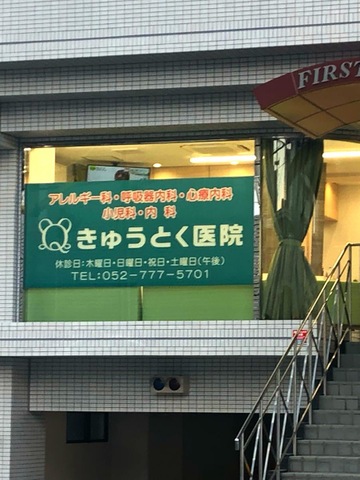 FIRST
アレルギー科・呼吸器内科・心療内科
小児科・内科
きゅうとく医院
休診日:木曜日・日曜日・祝日・土曜日(午後)
TEL:052-777-5701